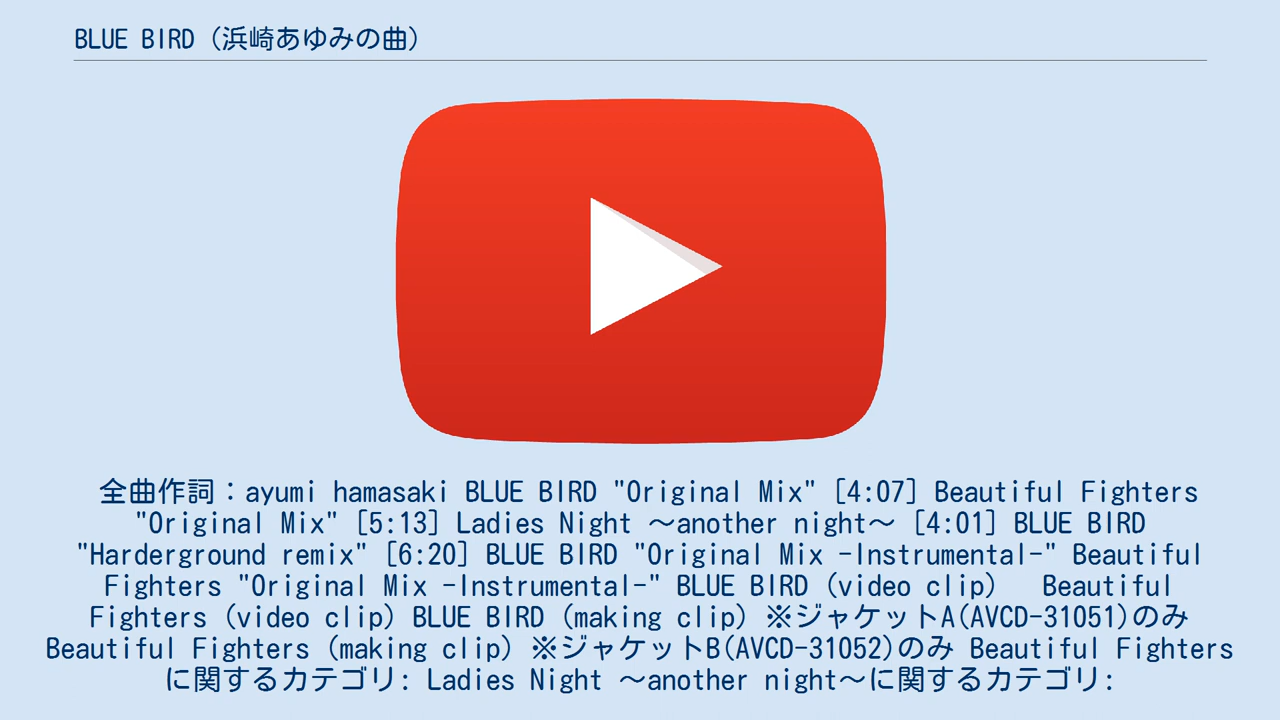 BLUE BIRD (浜崎あゆみの曲)
全曲作詞：ayumi hamasaki BLUE BIRD "Original Mix" [4:07] Beautiful Fighters
"Original Mix" [5:13] Ladies Night 〜another night〜 [4:01] BLUE BIRD
"Harderground remix" [6:20] BLUE BIRD "Original Mix -Instrumental-" Beautiful
Fighters "Original Mix -Instrumental-" BLUE BIRD (video clip)　Beautiful
Fighters (video clip) BLUE BIRD (making clip) ※ジャケットA(AVCD-31051)のみ
Beautiful Fighters (making clip) ※ジャケットB(AVCD-31052)のみ Beautiful Fighters
に関するカテゴリ: Ladies Night 〜another night〜に関するカテゴリ: